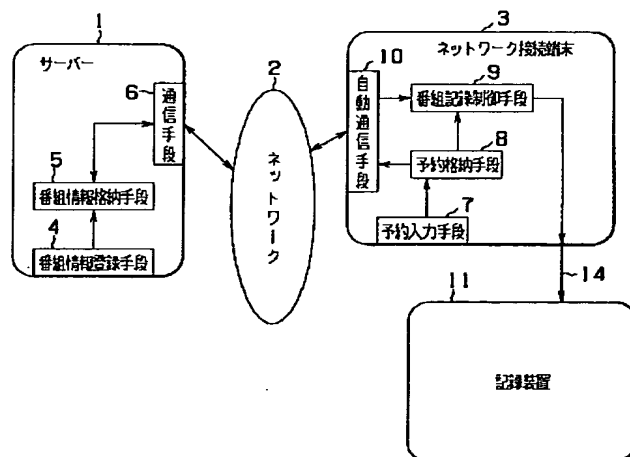 1
サーバー
6
通信手段
5
番組情報格納手段
4
番組情報登録手段
2
ネットワーク
3
ネットワーク接続端末
10
自動通信手段
9
番組記録制御手段
8
予約格納手段
7
予約入力手段
14
11
記録装置